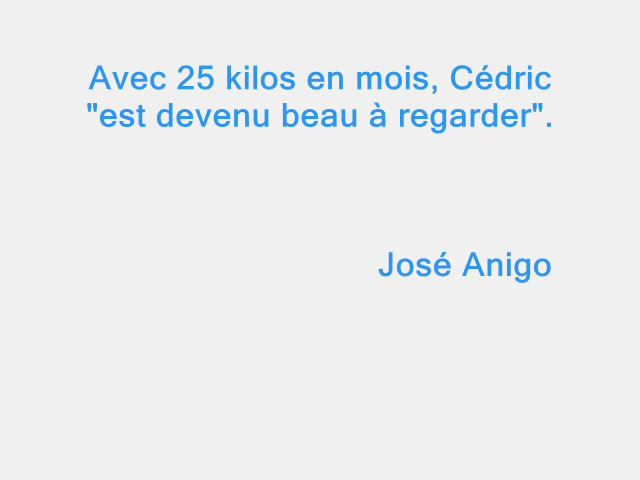 Avec 25 kilos en mois, Cédric
"est devenu beau à regarder".
José Anigo